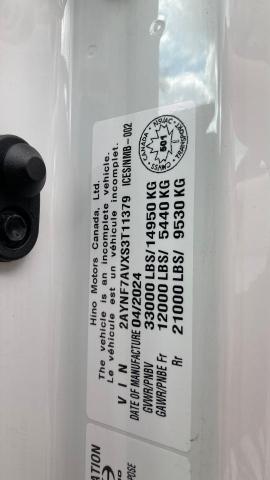 Hino Motors Canada, Ltd.
The vehicle is an incomplete vehicle.
Le véhicule est un véhicule incomplet.
V I N 2AYNF7AVXS3T11379 ICES/NMB-002
DATE OF MANUFACTURE 04/2024
GVWR/PNBV 33000 LBS/ 14950 KG
GAWR/PNBE Fr 12000 LBS/ 5440 KG
Rr 21000 LBS/ 9530 KG
CANADA
501
CMVSS
TRANSPORT